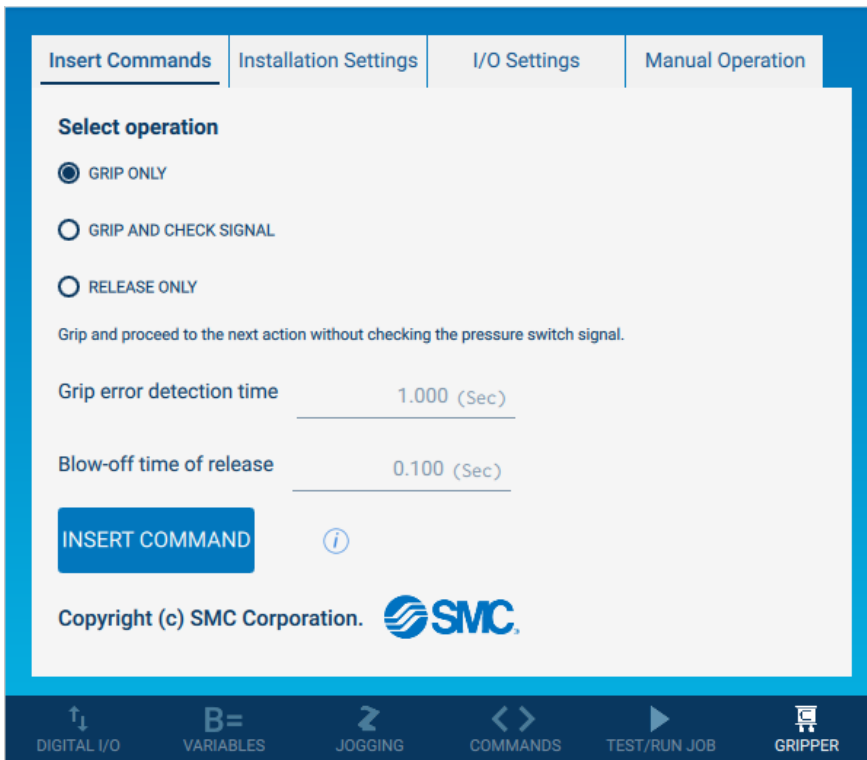 Insert Commands Installation Settings I/O Settings Manual Operation
Select operation
GRIP ONLY
GRIP AND CHECK SIGNAL
RELEASE ONLY
Grip and proceed to the next action without checking the pressure switch signal.
Grip error detection time 1.000 (Sec)
Blow-off time of release 0.100 (Sec)
INSERT COMMAND i
Copyright (c) SMC Corporation. SMC.
B=
DIGITAL I/O VARIABLES JOGGING COMMANDS TEST/RUN JOB GRIPPER